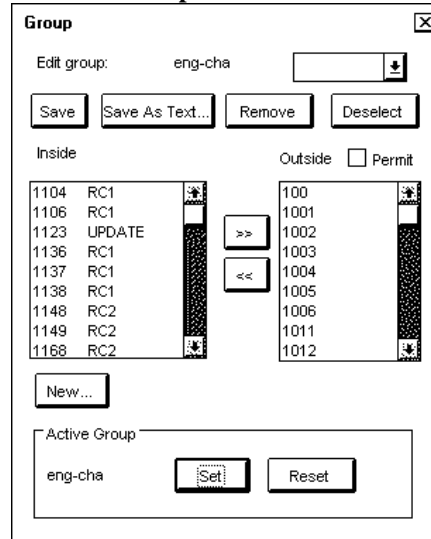 Group
Edit group: eng-cha
Save Save As Text... Remove Deselect
Inside Outside Permit
1104 RC1 100
1106 RC1 1001
1123 UPDATE >> 1002
1136 RC1 1003
1137 RC1 << 1004
1138 RC1 1005
1148 RC2 1006
1149 RC2 1011
1168 RC2 1012
New...
Active Group
eng-cha Set Reset